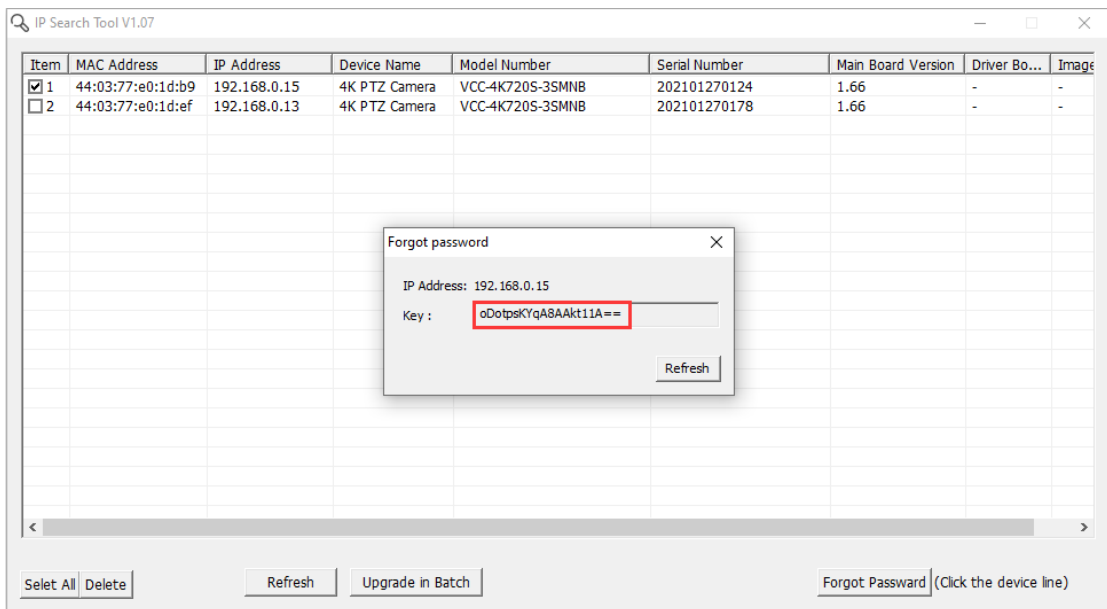 IP Search Tool V1.07
Item MAC Address IP Address Device Name Model Number Serial Number Main Board Version Driver Bo... Image
1 44:03:77:e0:1d:b9 192.168.0.15 4K PTZ Camera VCC-4K720S-3SMNB 202101270124 1.66 - -
2 44:03:77:e0:1d:ef 192.168.0.13 4K PTZ Camera VCC-4K720S-3SMNB 202101270178 1.66 - -
Forgot password
IP Address: 192.168.0.15
Key : oDotpsKYqA8AAkt11A==
Refresh
Selet All Delete Refresh Upgrade in Batch Forgot Password (Click the device line)